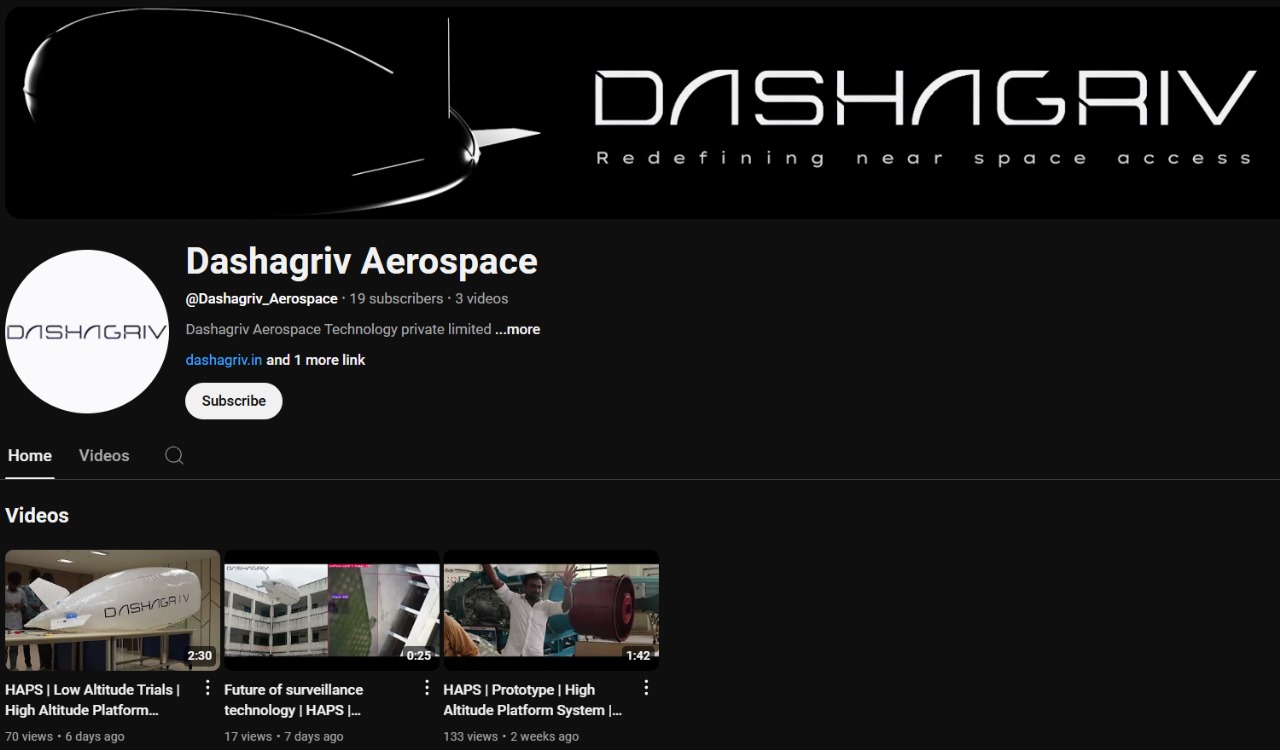 DASHAGRIV
Redefining near space access
DASHAGRIV
Dashagriv Aerospace
@Dashagriv_Aerospace · 19 subscribers · 3 videos
Dashagriv Aerospace Technology private limited ...more
dashagriv.in and 1 more link
Subscribe
Home Videos
Videos
DASHAGRIV
2:30
DASHAGRIV
0:25
1:42
HAPS | Low Altitude Trials |
High Altitude Platform...
70 views • 6 days ago
Future of surveillance
technology | HAPS |...
17 views • 7 days ago
HAPS | Prototype | High
Altitude Platform System |...
133 views • 2 weeks ago